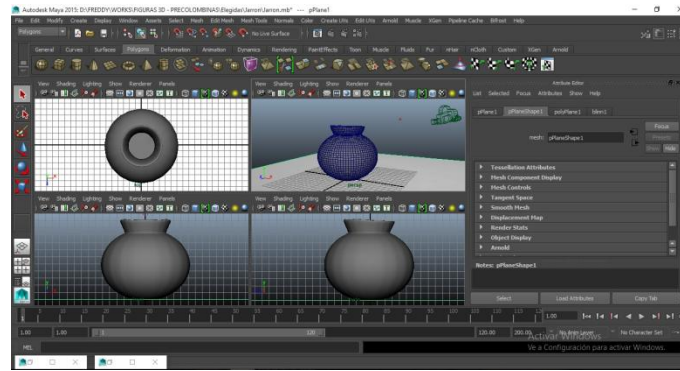 Autodesk Maya 2015: D:\FREDDY\WORKS\FIGURAS 3D - PRECOLOMBINAS\Elegidas\Jarron\Jarron.mb* --- pPlane1
File Edit Modify Create Display Window Assets Select Mesh Edit Mesh Mesh Tools Normals Color Create UVs Edit UVs Arnold Muscle XGen Pipeline Cache Bifrost Help
Polygons No Live Surface
General Curves Surfaces Polygons Deformation Animation Dynamics Rendering PaintEffects Toon Muscle Fluids Fur nHair nCloth Custom XGen Arnold
View Shading Lighting Show Renderer Panels
View Shading Lighting Show Renderer Panels
persp
View Shading Lighting Show Renderer Panels
View Shading Lighting Show Renderer Panels
Attribute Editor
List Selected Focus Attributes Show Help
pPlane1 pPlaneShape1 polyPlane1 blinn1
mesh: pPlaneShape1
Focus
Presets
Show Hide
Tessellation Attributes
Mesh Component Display
Mesh Controls
Tangent Space
Smooth Mesh
Displacement Map
Render Stats
Object Display
Arnold
Notes: pPlaneShape1
Select Load Attributes Copy Tab
1.00
1.00 1.00 1 120 120.00 200.00 No Anim Layer No Character Set
Activar Windows
MEL
Ve a Configuración para activar Windows.